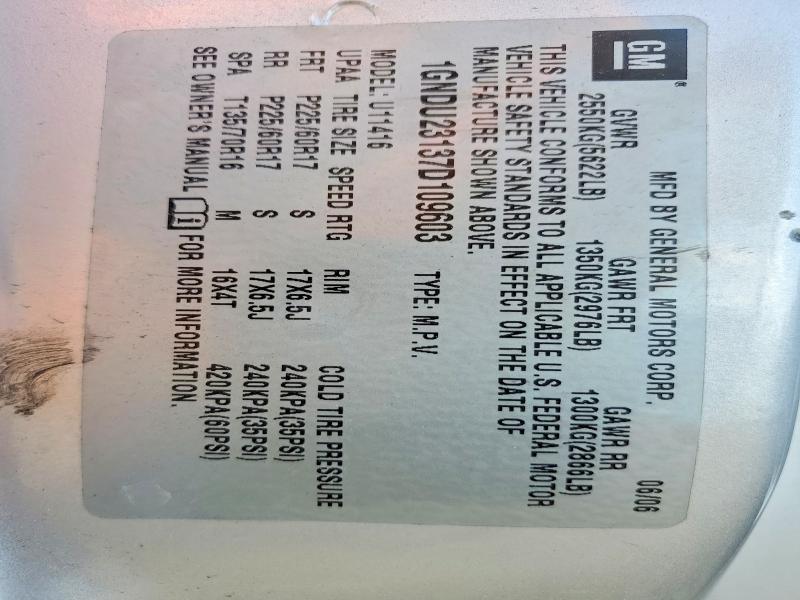 GM
MFD BY GENERAL MOTORS CORP. 06/06
GVWR GAWR FRT GAWR RR
2550KG(5622LB) 1350KG(2976LB) 1300KG(2866LB)
THIS VEHICLE CONFORMS TO ALL APPLICABLE U.S. FEDERAL MOTOR
VEHICLE SAFETY STANDARDS IN EFFECT ON THE DATE OF
MANUFACTURE SHOWN ABOVE.
1GNDU23137D109603 TYPE: M.P.V.
MODEL: U11416
UPAA TIRE SIZE SPEED RTG RIM COLD TIRE PRESSURE
FRT P225/60R17 S 17X6.5J 240KPA(35PSI)
RR P225/60R17 S 17X6.5J 240KPA(35PSI)
SPA T135/70R16 M 16X4T 420KPA(60PSI)
SEE OWNER'S MANUAL i FOR MORE INFORMATION.